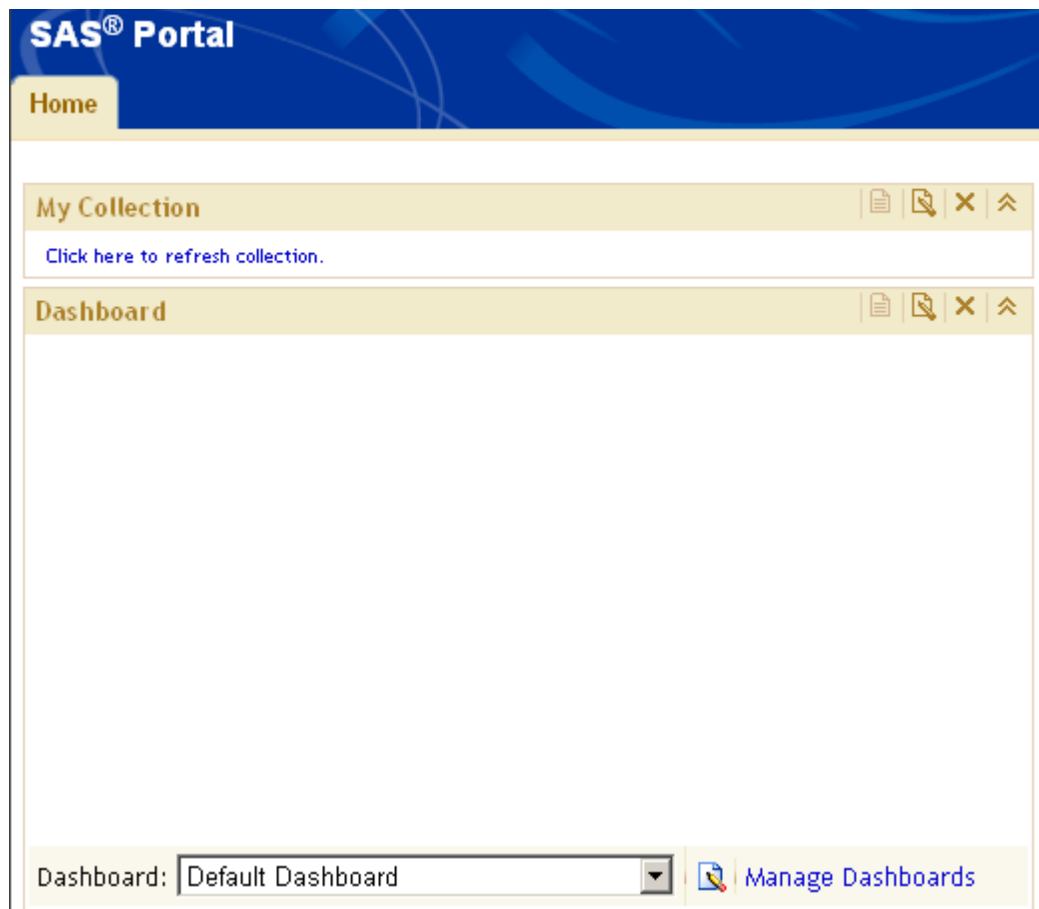 SAS® Portal
Home
My Collection
Click here to refresh collection.
Dashboard
Dashboard: Default Dashboard Manage Dashboards